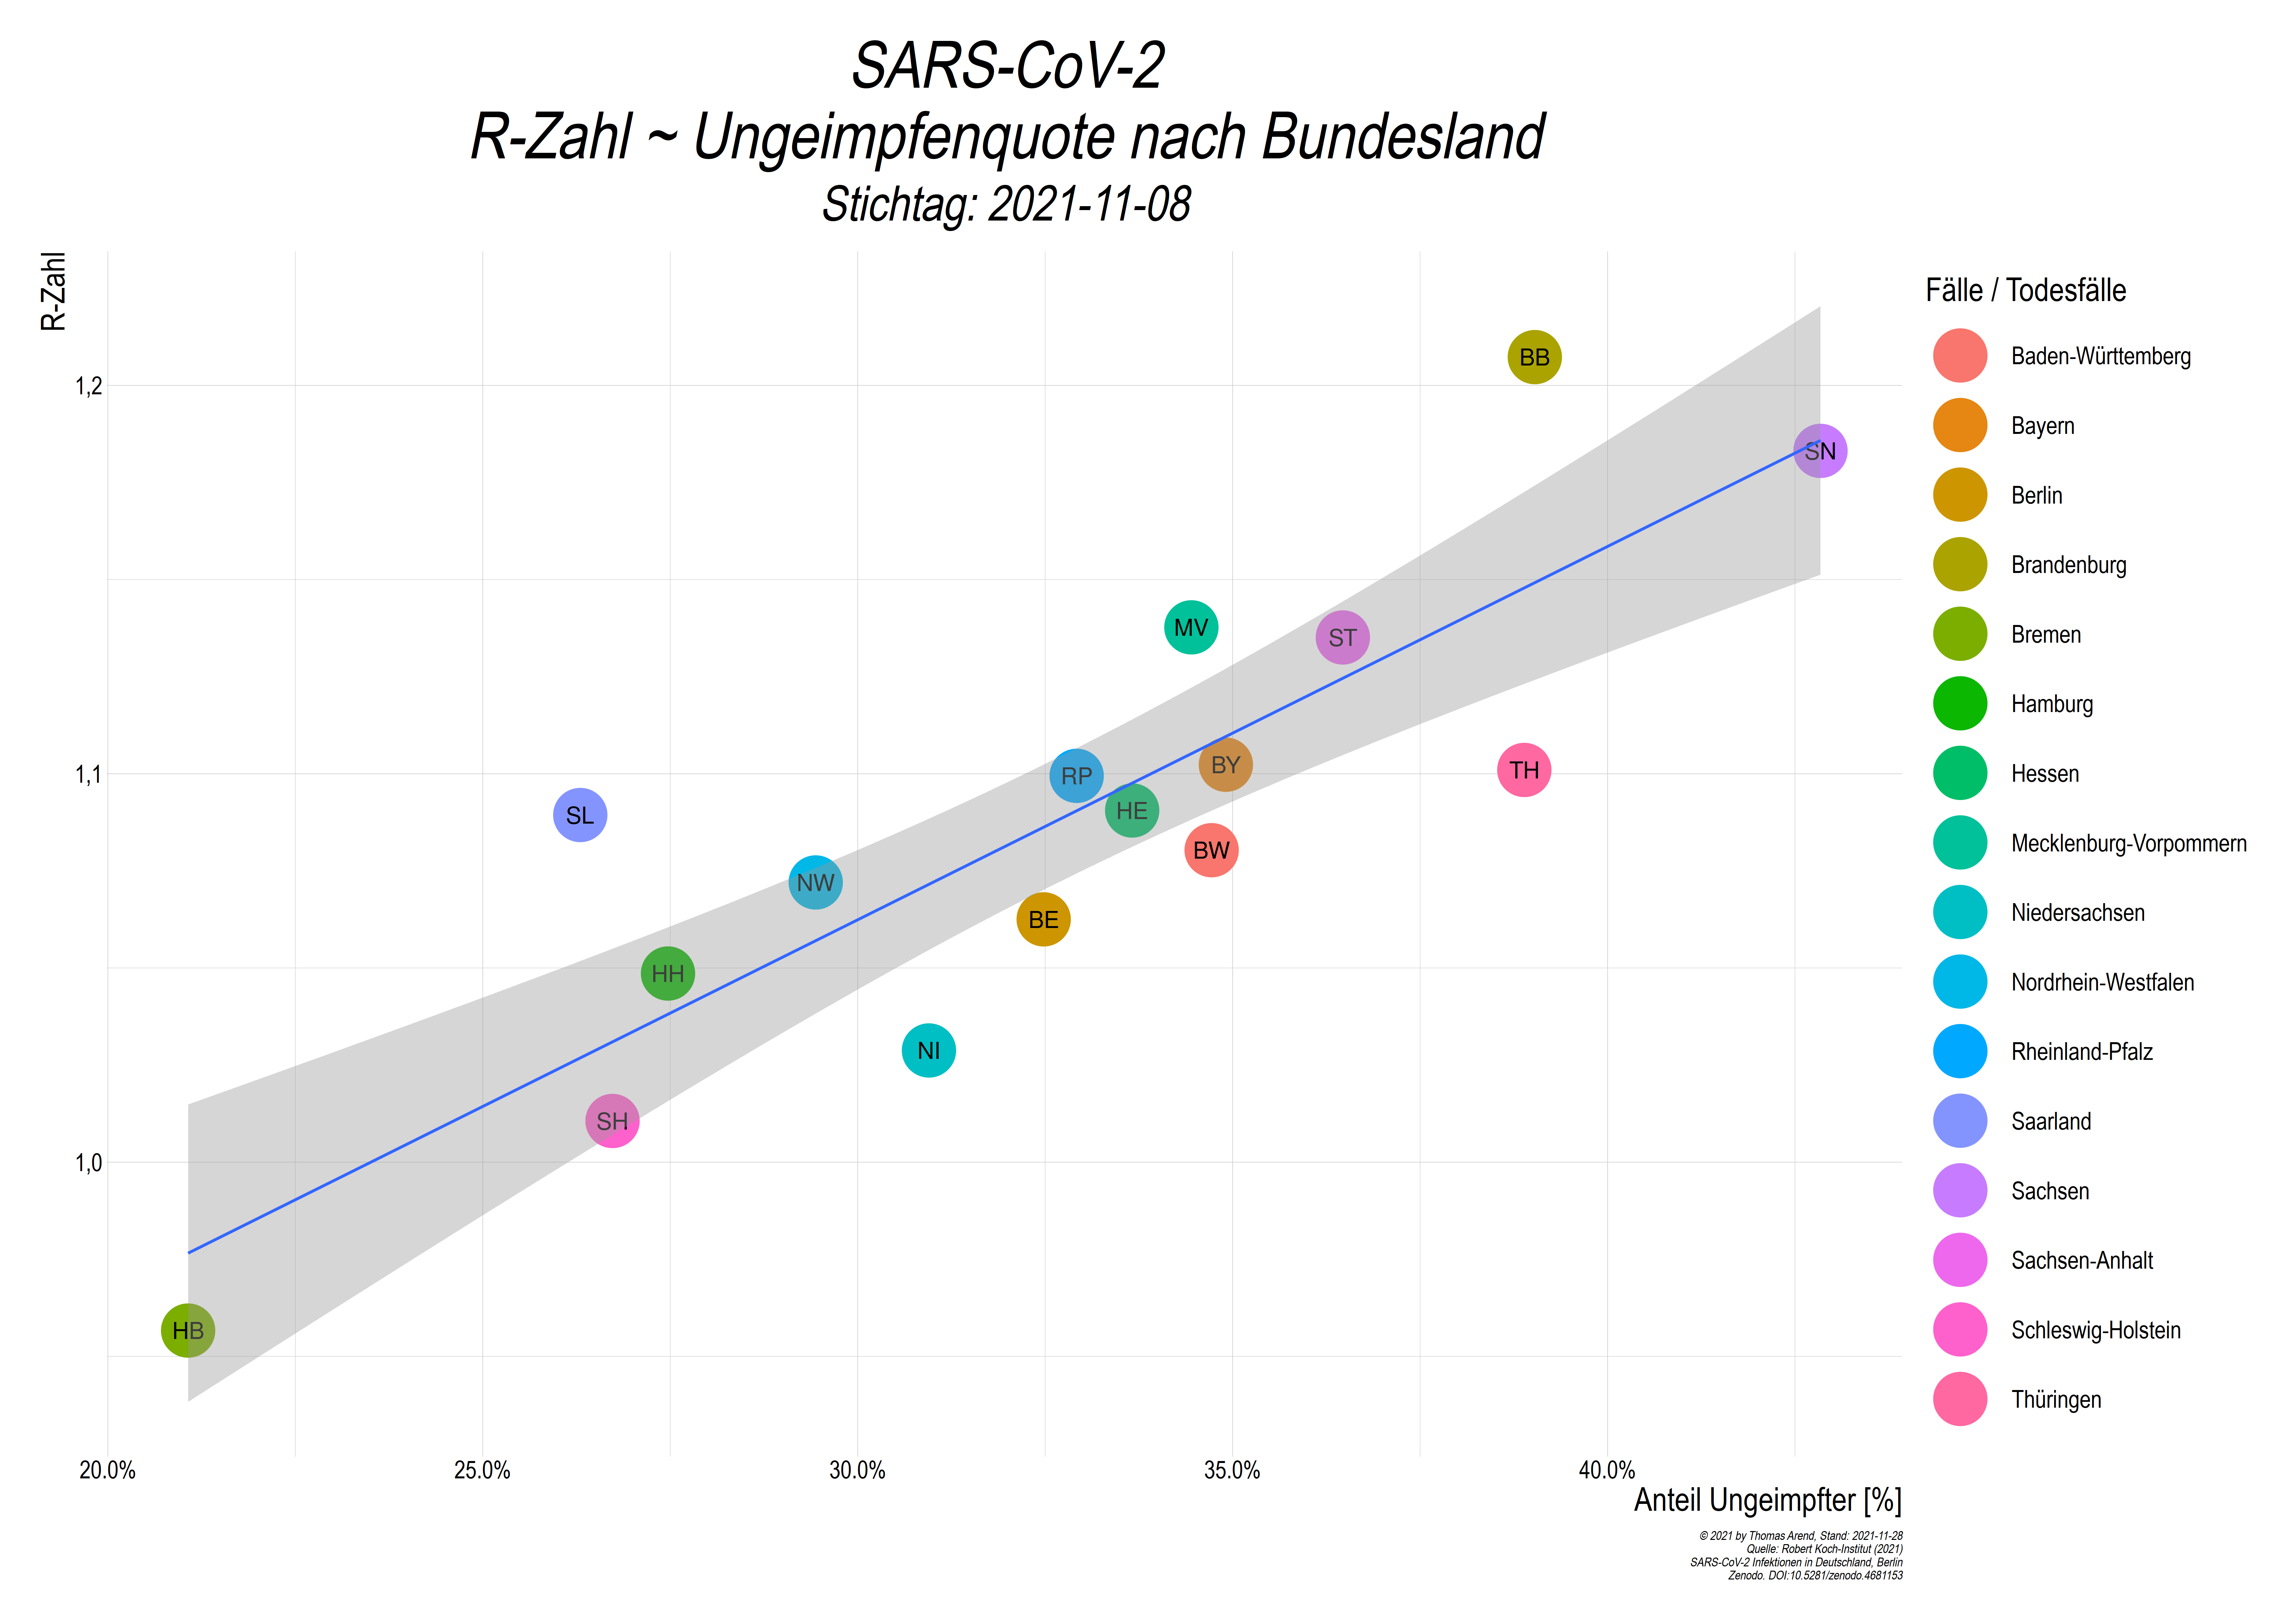 SARS-CoV-2
R-Zahl ~ Ungeimpfenquote nach Bundesland
Stichtag: 2021-11-08
R-Zahl
1,2
1,1
1,0
BB
SN
MV
ST
RP
BY
TH
SL
HE
BW
NW
BE
HH
NI
SH
HB
20.0%
25.0%
30.0%
35.0%
40.0%
Anteil Ungeimpfter [%]
Fälle / Todesfälle
Baden-Württemberg
Bayern
Berlin
Brandenburg
Bremen
Hamburg
Hessen
Mecklenburg-Vorpommern
Niedersachsen
Nordrhein-Westfalen
Rheinland-Pfalz
Saarland
Sachsen
Sachsen-Anhalt
Schleswig-Holstein
Thüringen
© 2021 by Thomas Arend, Stand: 2021-11-28
Quelle: Robert Koch-Institut (2021)
SARS-CoV-2 Infektionen in Deutschland, Berlin
Zenodo. DOI:10.5281/zenodo.4681153